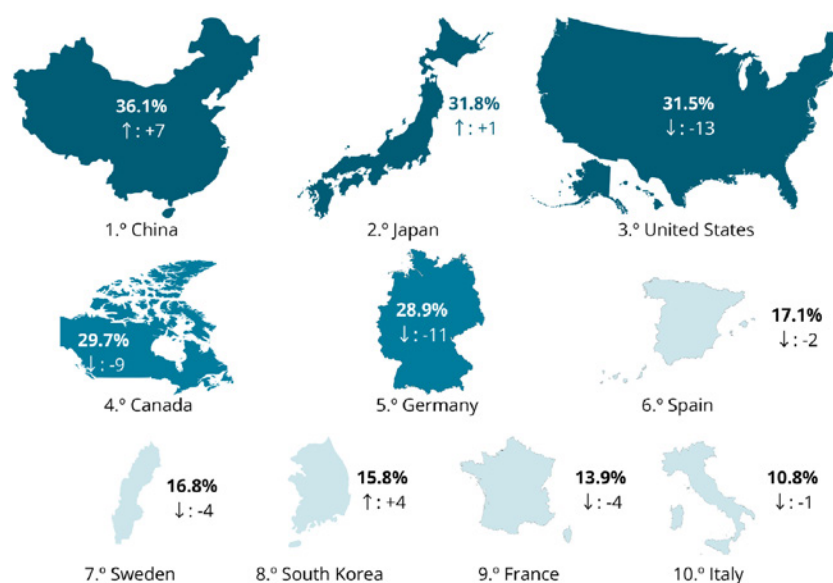 36.1%
↑: +7
1.º China
31.8%
↑: +1
2.º Japan
31.5%
↓: -13
3.º United States
29.7%
↓: -9
4.º Canada
28.9%
↓: -11
5.º Germany
17.1%
↓: -2
6.º Spain
16.8%
↓: -4
7.º Sweden
15.8%
↑: +4
8.º South Korea
13.9%
↓: -4
9.º France
10.8%
↓: -1
10.º Italy